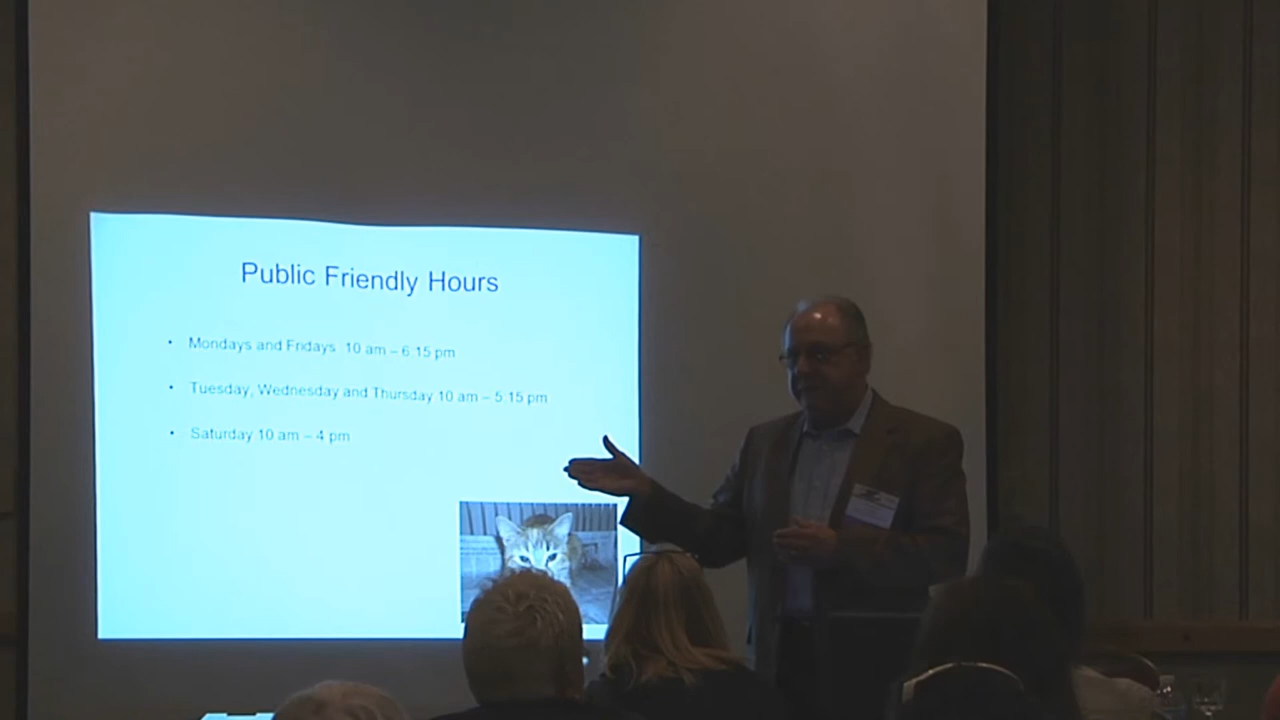 Public Friendly Hours
• Mondays and Fridays 10 am – 6:15 pm
• Tuesday, Wednesday and Thursday 10 am – 5:15 pm
• Saturday 10 am – 4 pm